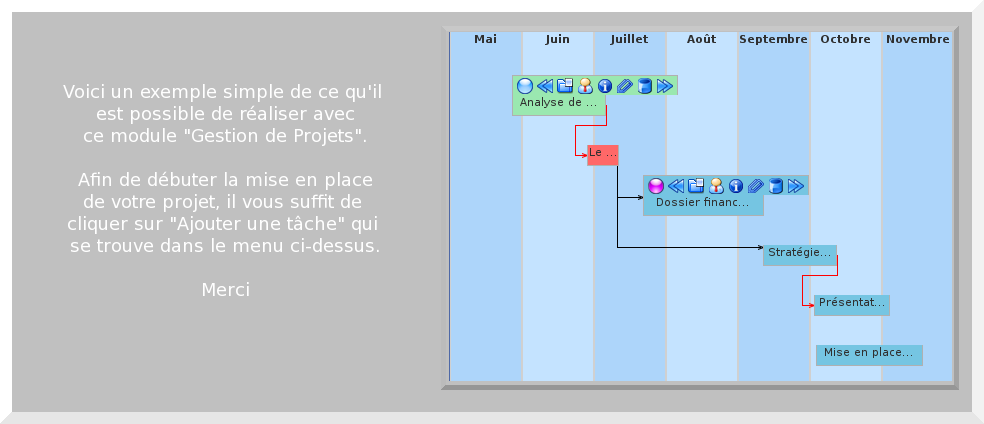 Voici un exemple simple de ce qu'il
est possible de réaliser avec
ce module "Gestion de Projets".
Afin de débuter la mise en place
de votre projet, il vous suffit de
cliquer sur "Ajouter une tâche" qui
se trouve dans le menu ci-dessus.
Merci
Mai Juin Juillet Août Septembre Octobre Novembre
Analyse de ...
Le ...
Dossier financ...
Stratégie...
Présentat...
Mise en place...